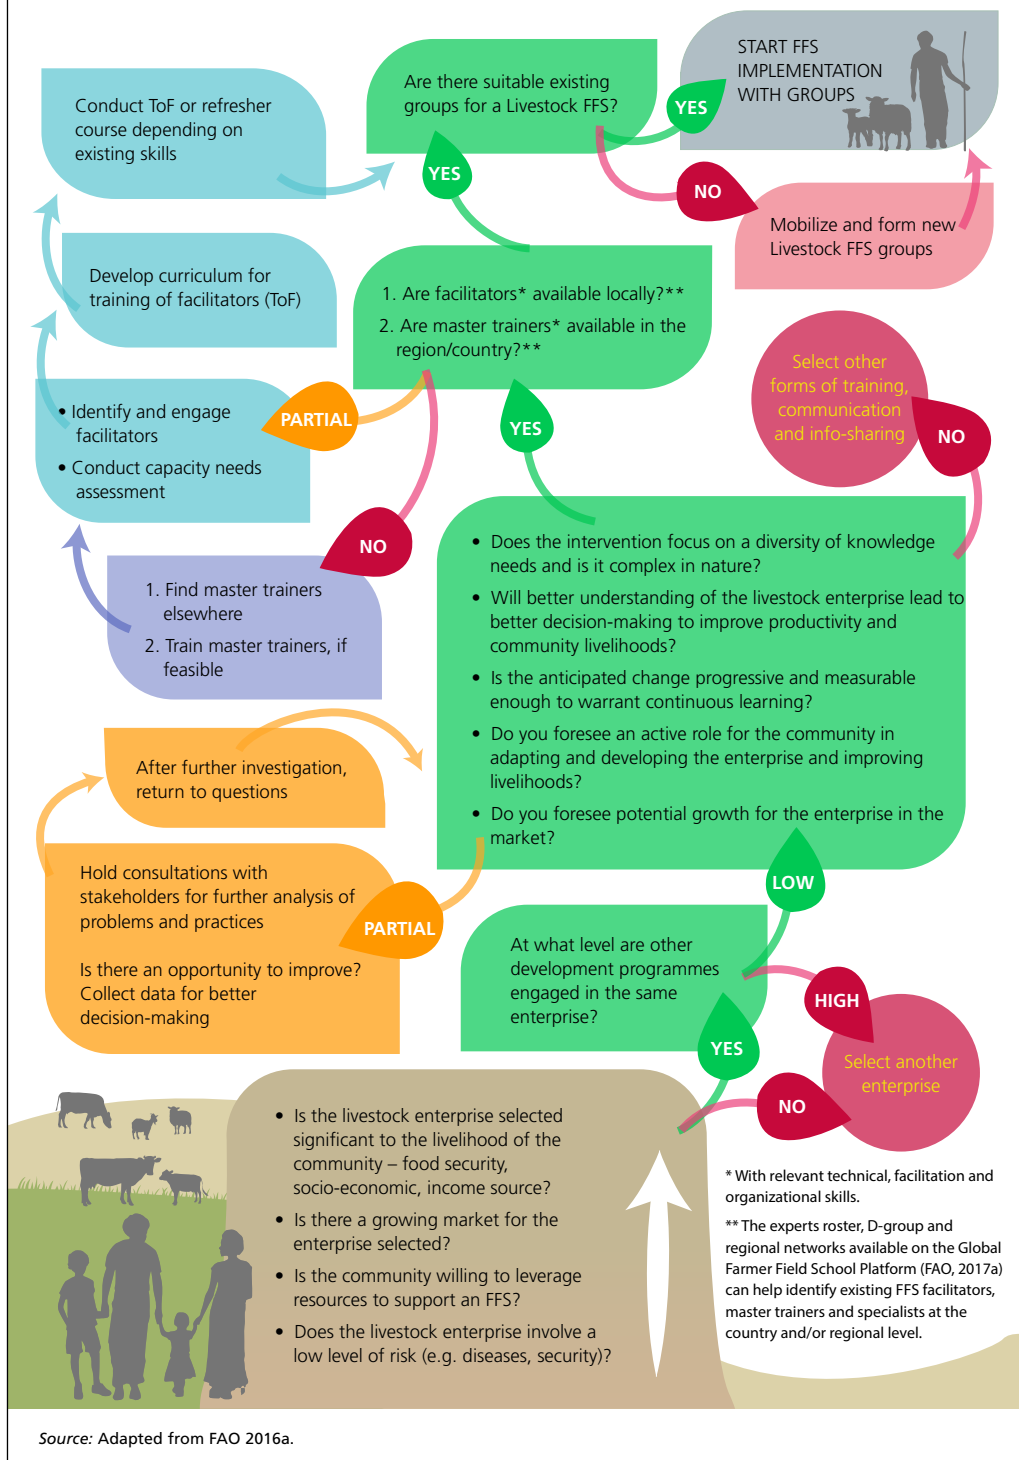 START FFS
IMPLEMENTATION
WITH GROUPS
Are there suitable existing
groups for a Livestock FFS?
YES
Conduct ToF or refresher
course depending on
existing skills
YES
NO
Mobilize and form new
Livestock FFS groups
Develop curriculum for
training of facilitators (ToF)
1. Are facilitators* available locally?**
2. Are master trainers* available in the
region/country?**
Select other
forms of training,
communication
and info-sharing
NO
• Identify and engage
facilitators
• Conduct capacity needs
assessment
PARTIAL
YES
NO
1. Find master trainers
elsewhere
2. Train master trainers, if
feasible
• Does the intervention focus on a diversity of knowledge
needs and is it complex in nature?
• Will better understanding of the livestock enterprise lead to
better decision-making to improve productivity and
community livelihoods?
• Is the anticipated change progressive and measurable
enough to warrant continuous learning?
• Do you foresee an active role for the community in
adapting and developing the enterprise and improving
livelihoods?
• Do you foresee potential growth for the enterprise in the
market?
After further investigation,
return to questions
Hold consultations with
stakeholders for further analysis of
problems and practices
Is there an opportunity to improve?
Collect data for better
decision-making
PARTIAL
LOW
At what level are other
development programmes
engaged in the same
enterprise?
HIGH
YES
Select another
enterprise
NO
• Is the livestock enterprise selected
significant to the livelihood of the
community – food security,
socio-economic, income source?
• Is there a growing market for the
enterprise selected?
• Is the community willing to leverage
resources to support an FFS?
• Does the livestock enterprise involve a
low level of risk (e.g. diseases, security)?
* With relevant technical, facilitation and
organizational skills.
** The experts roster, D-group and
regional networks available on the Global
Farmer Field School Platform (FAO, 2017a)
can help identify existing FFS facilitators,
master trainers and specialists at the
country and/or regional level.
Source: Adapted from FAO 2016a.